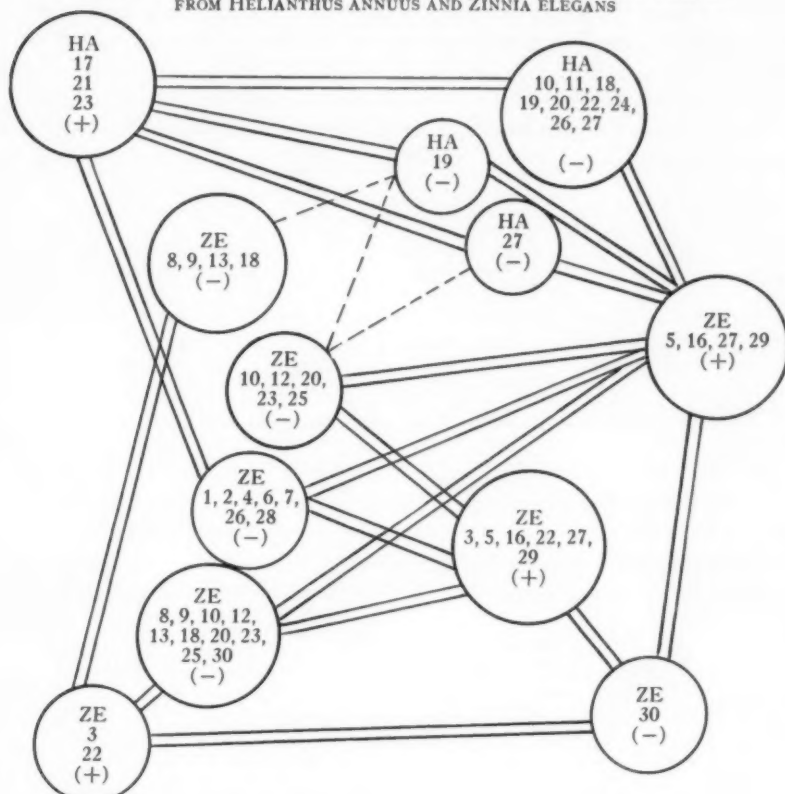 FROM HELIANTHUS ANNUUS AND ZINNIA ELEGANS
HA
17
21
23
(+)
HA
10, 11, 18,
19, 20, 22, 24,
26, 27
(−)
HA
19
(−)
HA
27
(−)
ZE
8, 9, 13, 18
(−)
ZE
5, 16, 27, 29
(+)
ZE
10, 12, 20,
23, 25
(−)
ZE
1, 2, 4, 6, 7,
26, 28
(−)
ZE
3, 5, 16, 22, 27,
29
(+)
ZE
8, 9, 10, 12,
13, 18, 20, 23,
25, 30
(−)
ZE
3
22
(+)
ZE
30
(−)